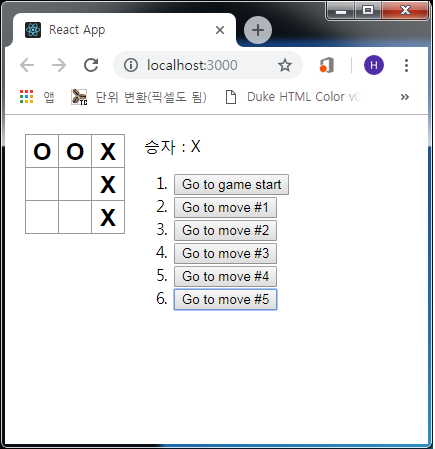 React App
localhost:3000
H
앱
단위 변환(픽셀도 됨)
Duke HTML Color
»
O O X
X
X
승자 : X
1. Go to game start
2. Go to move #1
3. Go to move #2
4. Go to move #3
5. Go to move #4
6. Go to move #5